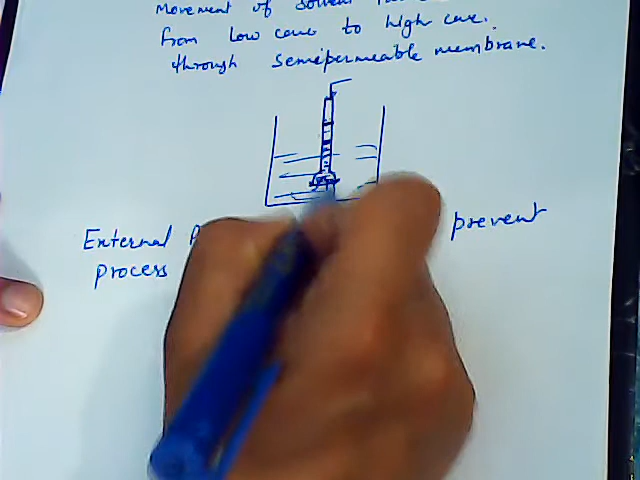 Movement of solvent
from low conc to high conc.
through semipermeable membrane.
External prevent
process